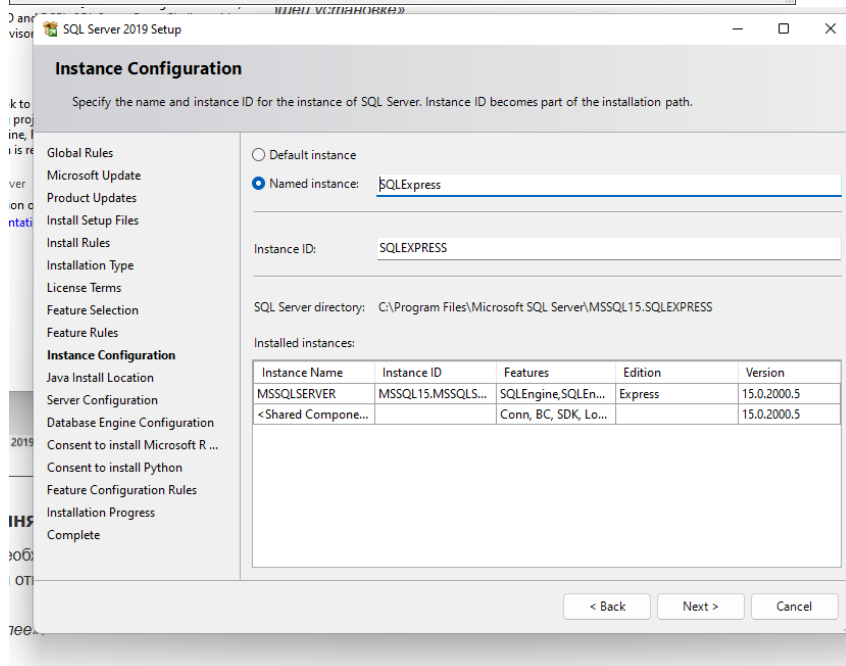 шей установке»
SQL Server 2019 Setup
Instance Configuration
Specify the name and instance ID for the instance of SQL Server. Instance ID becomes part of the installation path.
Global Rules
Microsoft Update
Product Updates
Install Setup Files
Install Rules
Installation Type
License Terms
Feature Selection
Feature Rules
Instance Configuration
Java Install Location
Server Configuration
Database Engine Configuration
Consent to install Microsoft R ...
Consent to install Python
Feature Configuration Rules
Installation Progress
Complete
Default instance
Named instance: SQLExpress
Instance ID: SQLEXPRESS
SQL Server directory: C:\Program Files\Microsoft SQL Server\MSSQL15.SQLEXPRESS
Installed instances:
Instance Name Instance ID Features Edition Version
MSSQLSERVER MSSQL15.MSSQLS... SQLEngine,SQLEn... Express 15.0.2000.5
<Shared Compone... Conn, BC, SDK, Lo... 15.0.2000.5
< Back Next > Cancel
2019